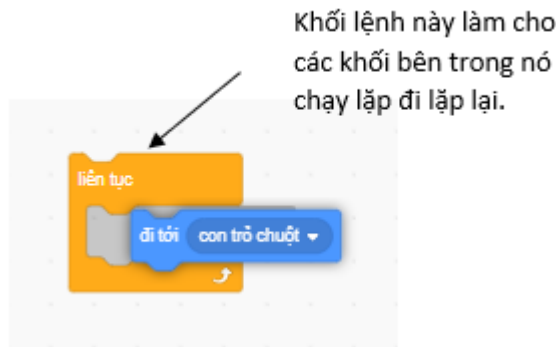 Khối lệnh này làm cho
các khối bên trong nó
chạy lặp đi lặp lại.
liên tục
đi tới con trỏ chuột